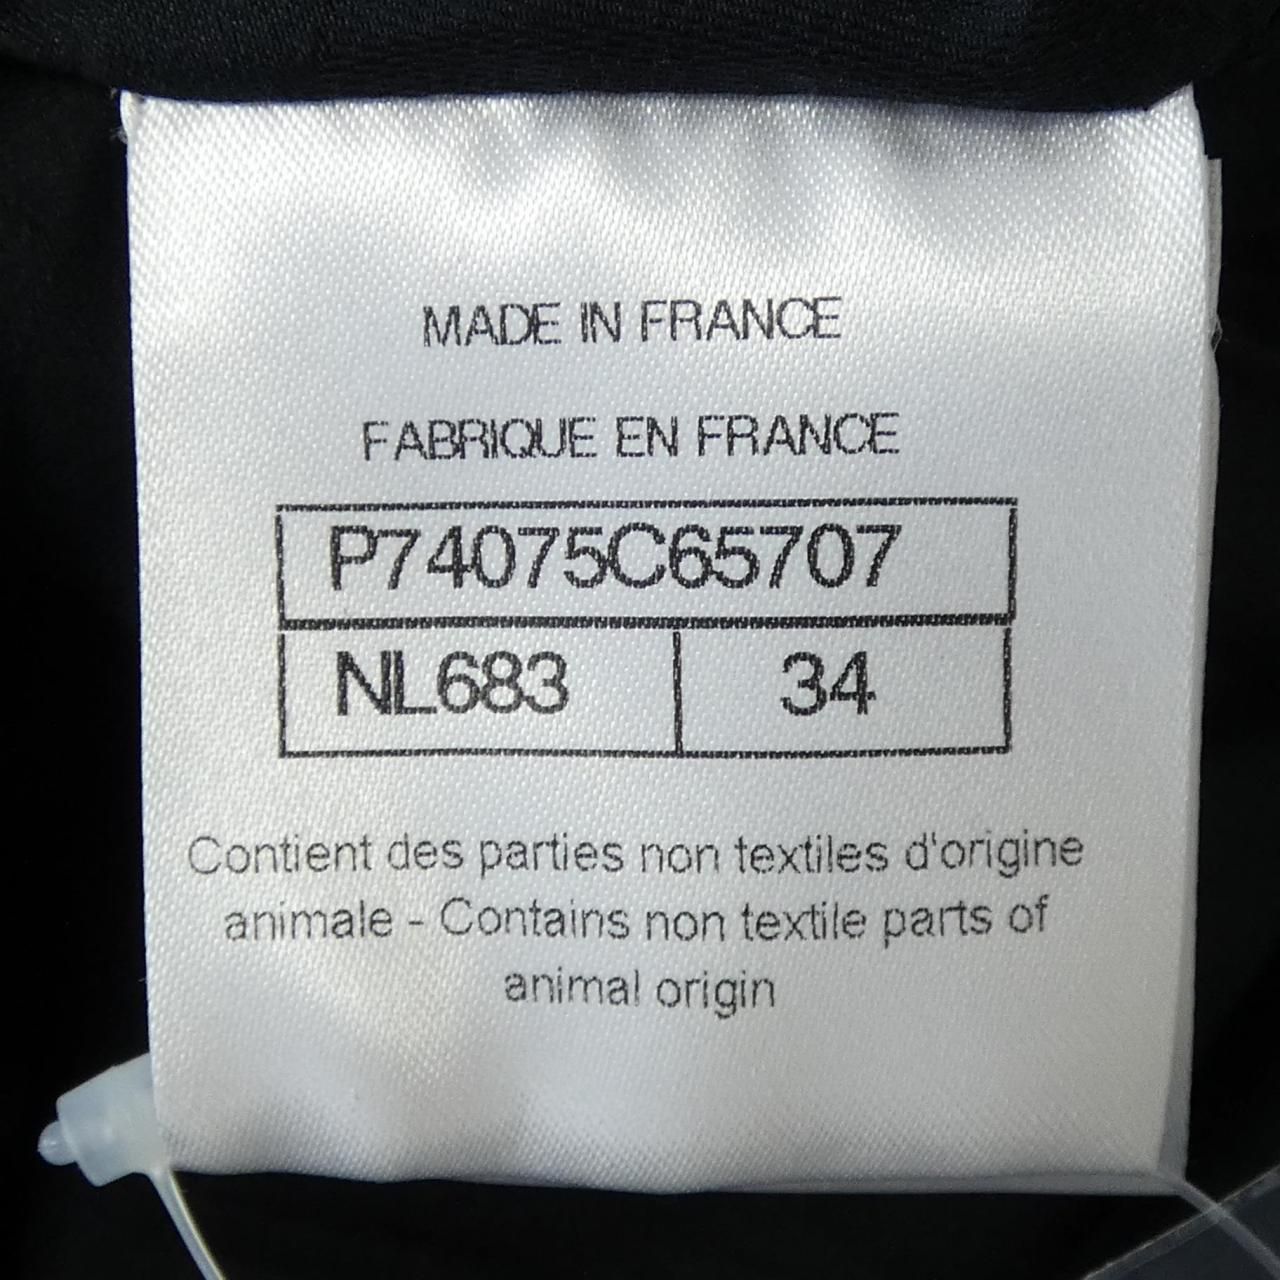 MADE IN FRANCE
FABRIQUE EN FRANCE
P74075C65707
NL683 34
Contient des parties non textiles d'origine
animale - Contains non textile parts of
animal origin